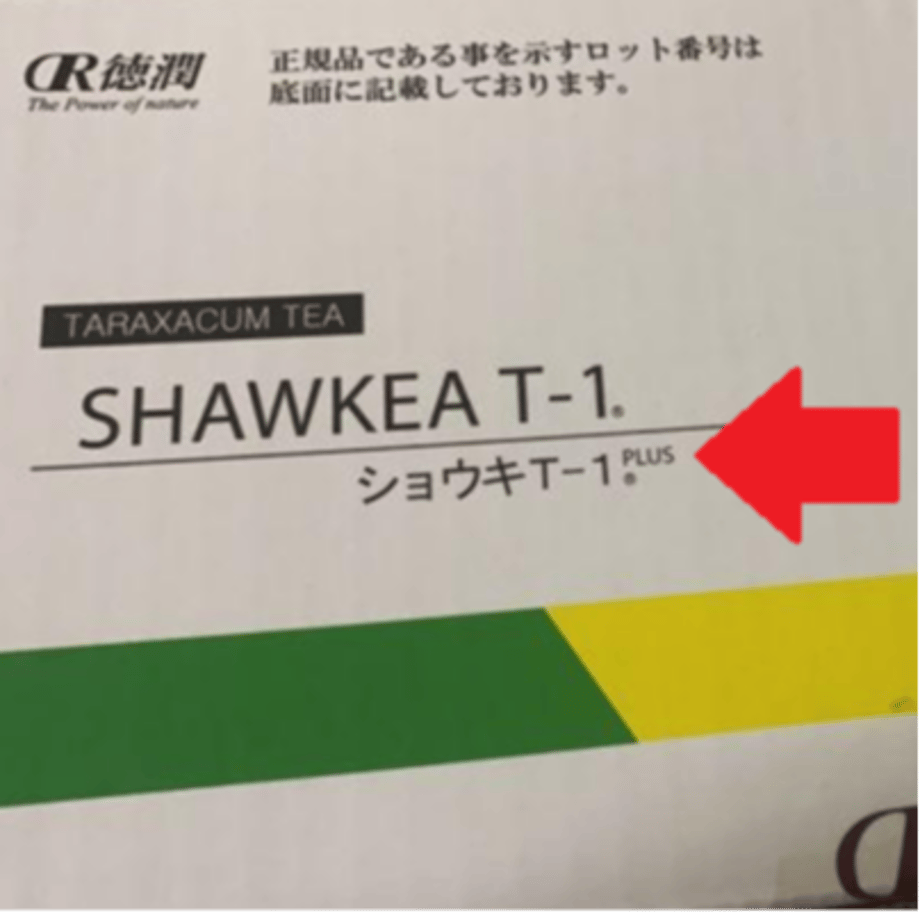 CR徳潤
The Power of nature
正規品である事を示すロット番号は
底面に記載しております。
TARAXACUM TEA
SHAWKEA T-1®
ショウキT-1® PLUS